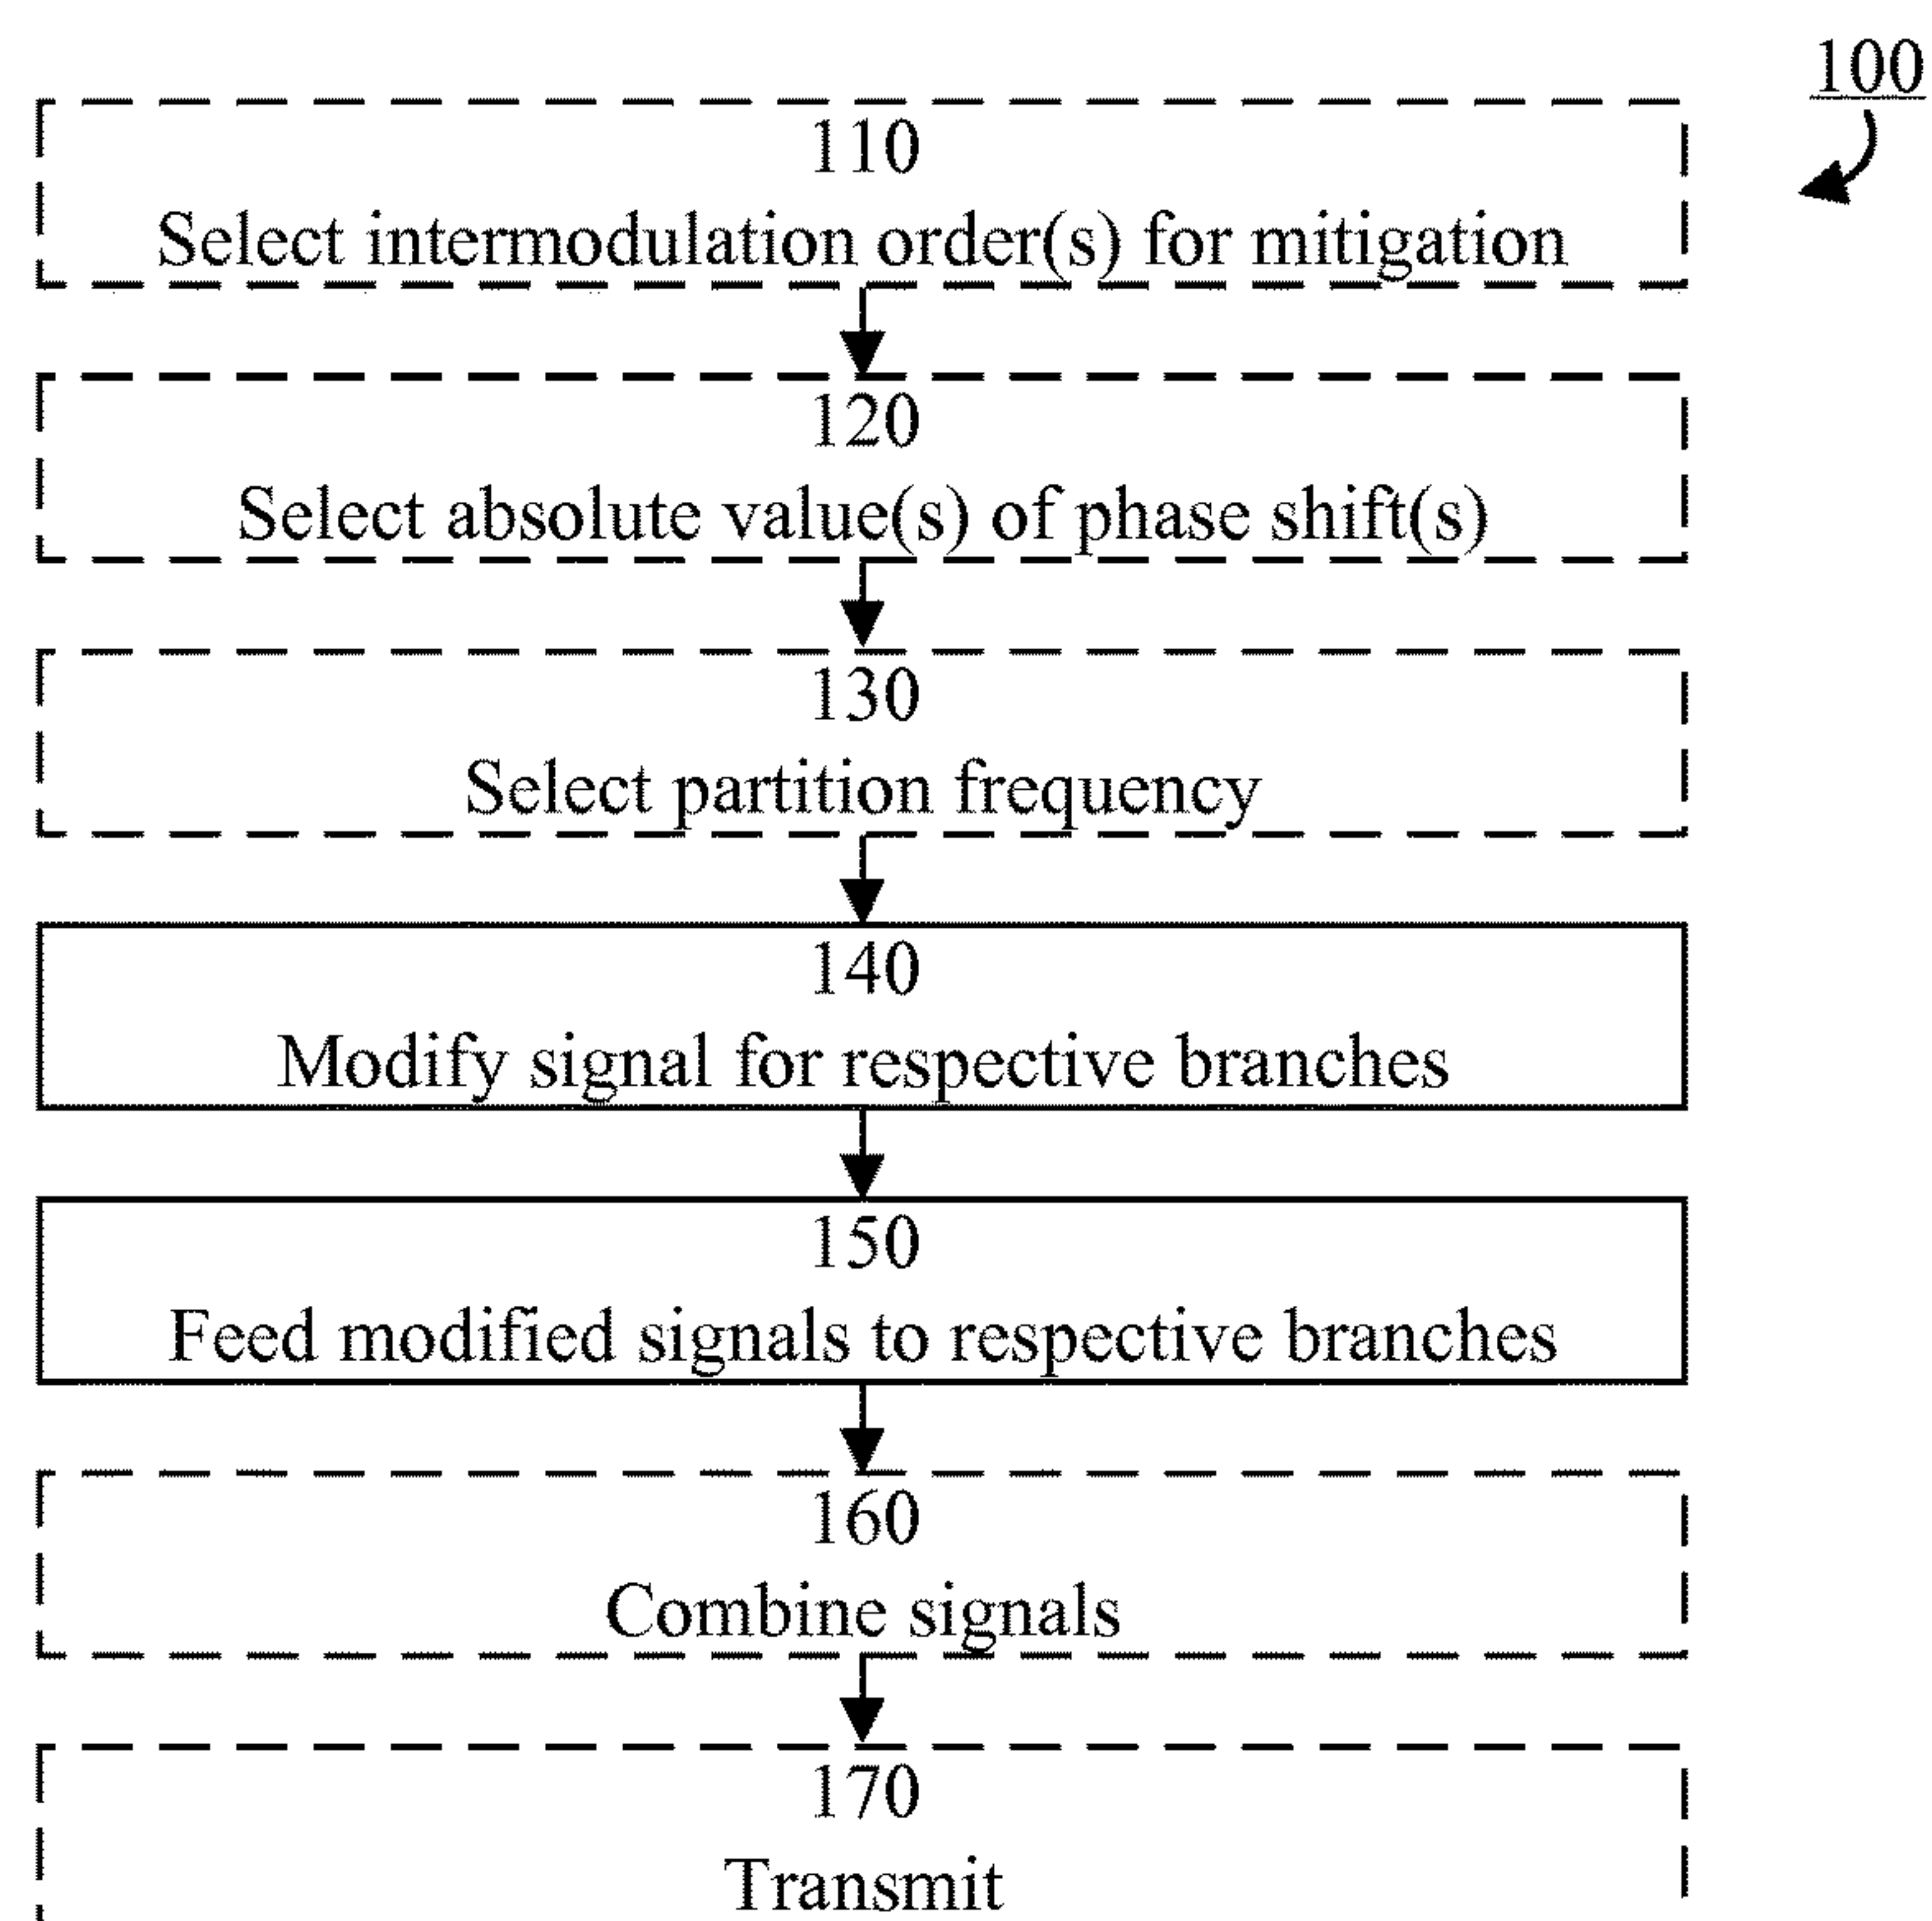 100
110
Select intermodulation order(s) for mitigation
120
Select absolute value(s) of phase shift(s)
130
Select partition frequency
140
Modify signal for respective branches
150
Feed modified signals to respective branches
160
Combine signals
170
Transmit